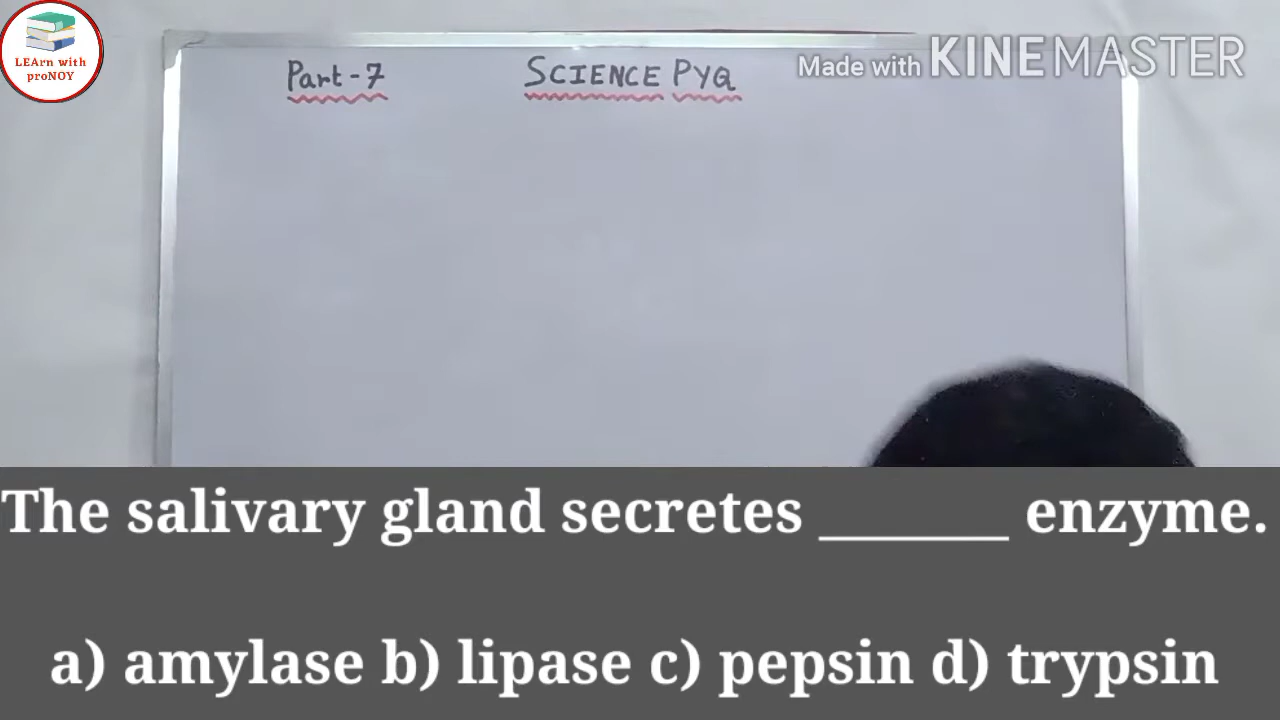 LEArn with
proNOY
Part-7
SCIENCE PYQ
Made with KINEMASTER
The salivary gland secretes _______ enzyme.
a) amylase b) lipase c) pepsin d) trypsin